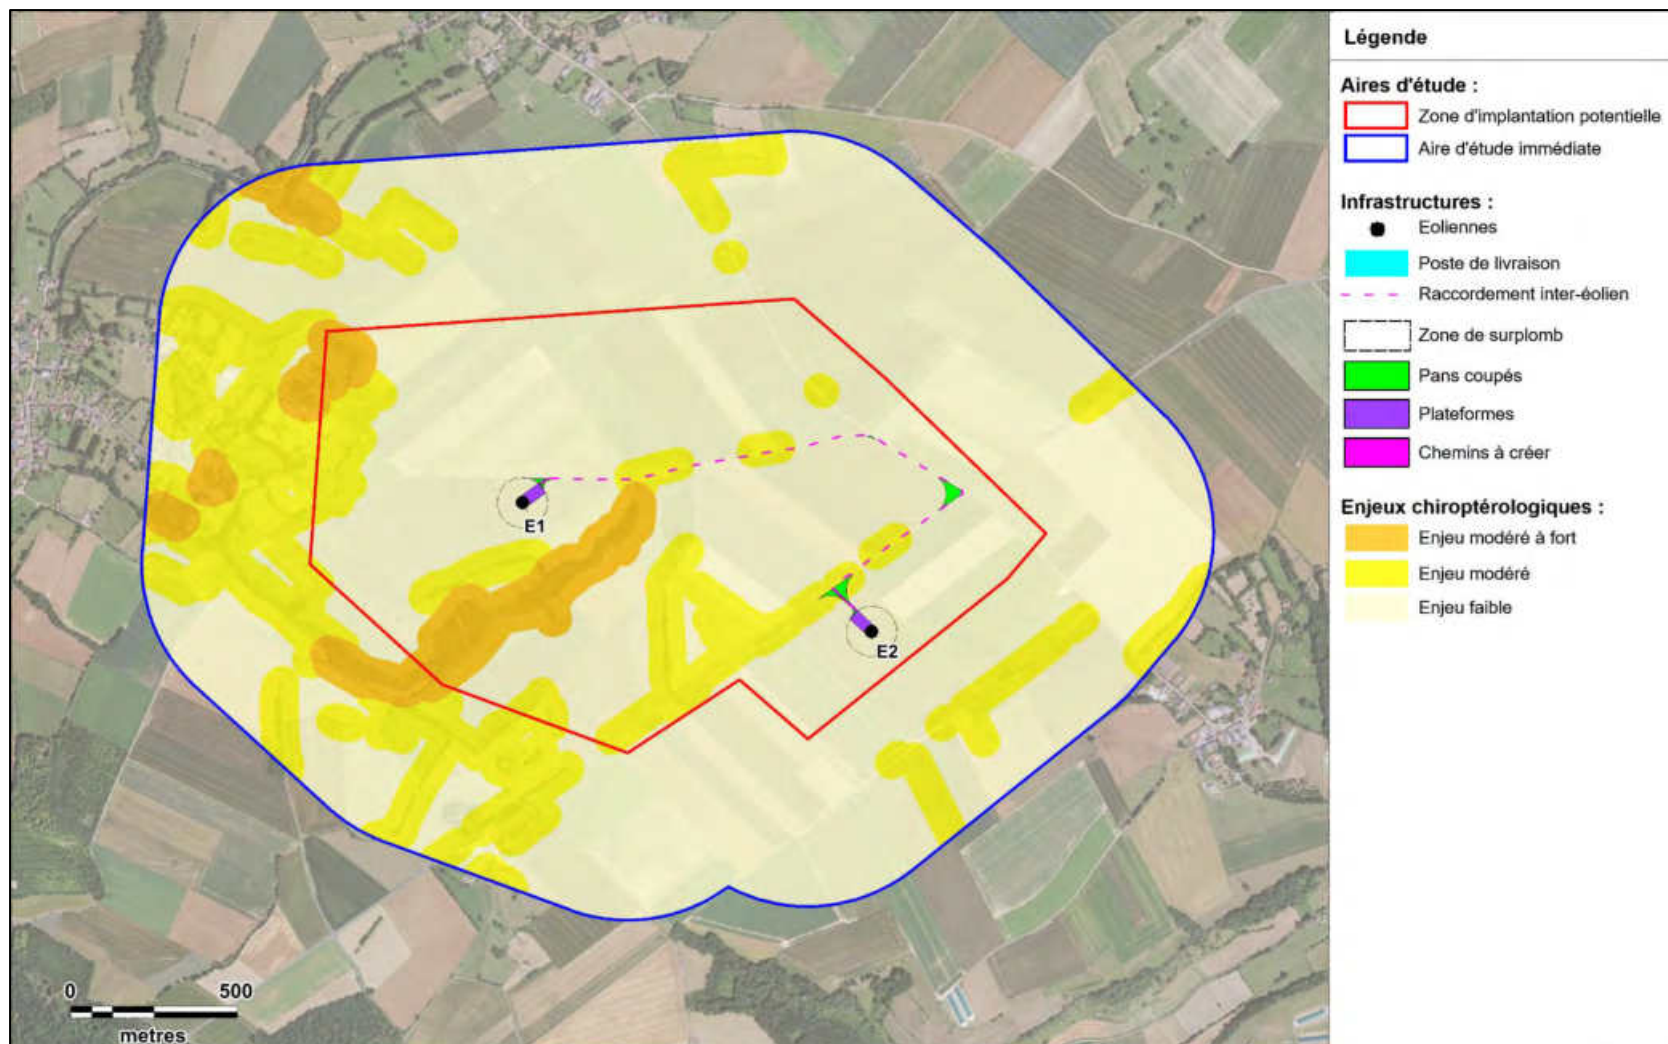 Légende
Aires d'étude :
Zone d'implantation potentielle
Aire d'étude immédiate
Infrastructures :
Eoliennes
Poste de livraison
Raccordement inter-éolien
Zone de surplomb
Pans coupés
Plateformes
Chemins à créer
Enjeux chiroptérologiques :
Enjeu modéré à fort
Enjeu modéré
Enjeu faible
E1
E2
0 500
metres